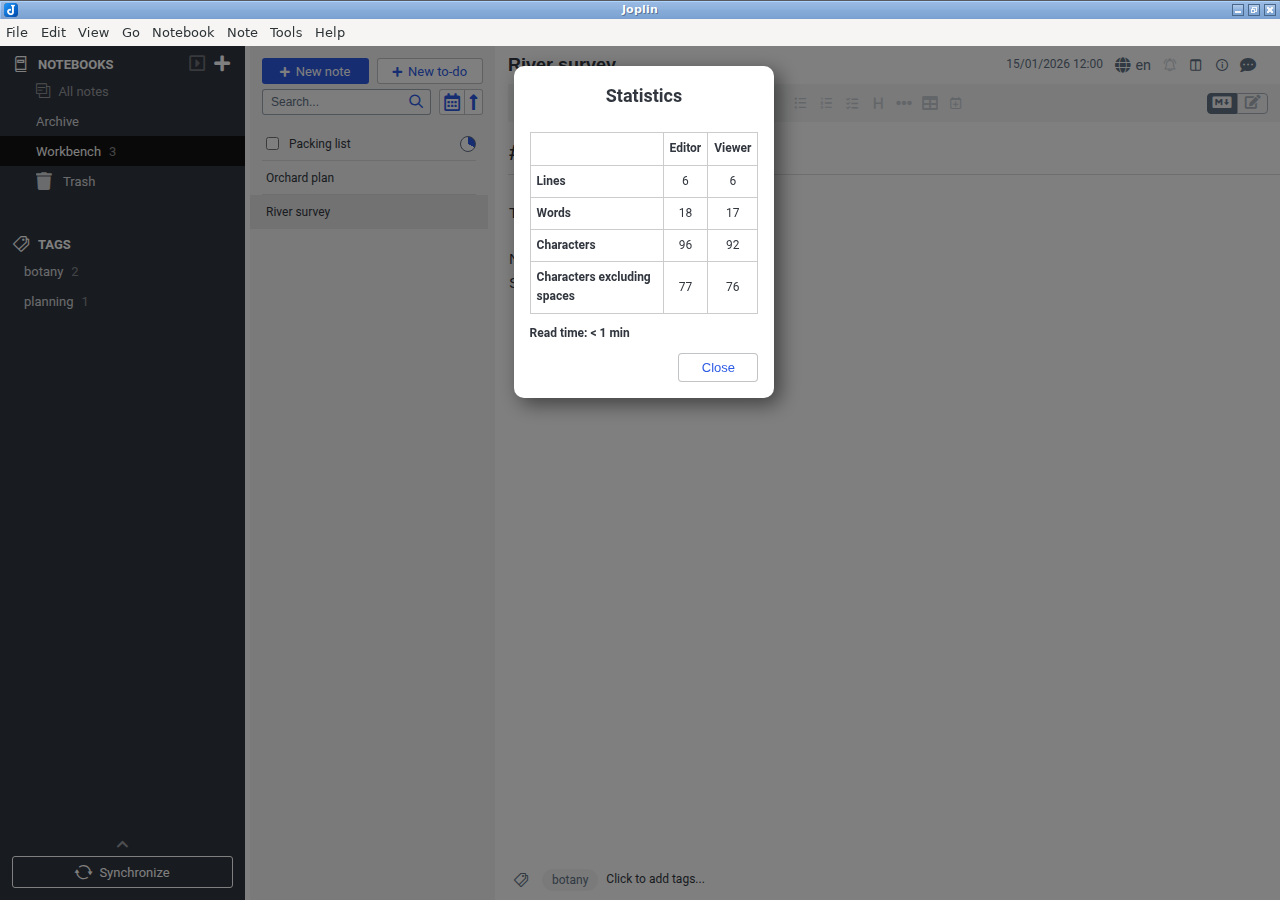 Joplin
File Edit View Go Notebook Note Tools Help
NOTEBOOKS
All notes
Archive
Workbench 3
Trash
TAGS
botany 2
planning 1
Synchronize
New note
New to-do
Search...
Packing list
Orchard plan
River survey
River survey
15/01/2026 12:00
en
Statistics
Editor Viewer
Lines 6 6
Words 18 17
Characters 96 92
Characters excluding
spaces 77 76
Read time: < 1 min
Close
botany
Click to add tags...